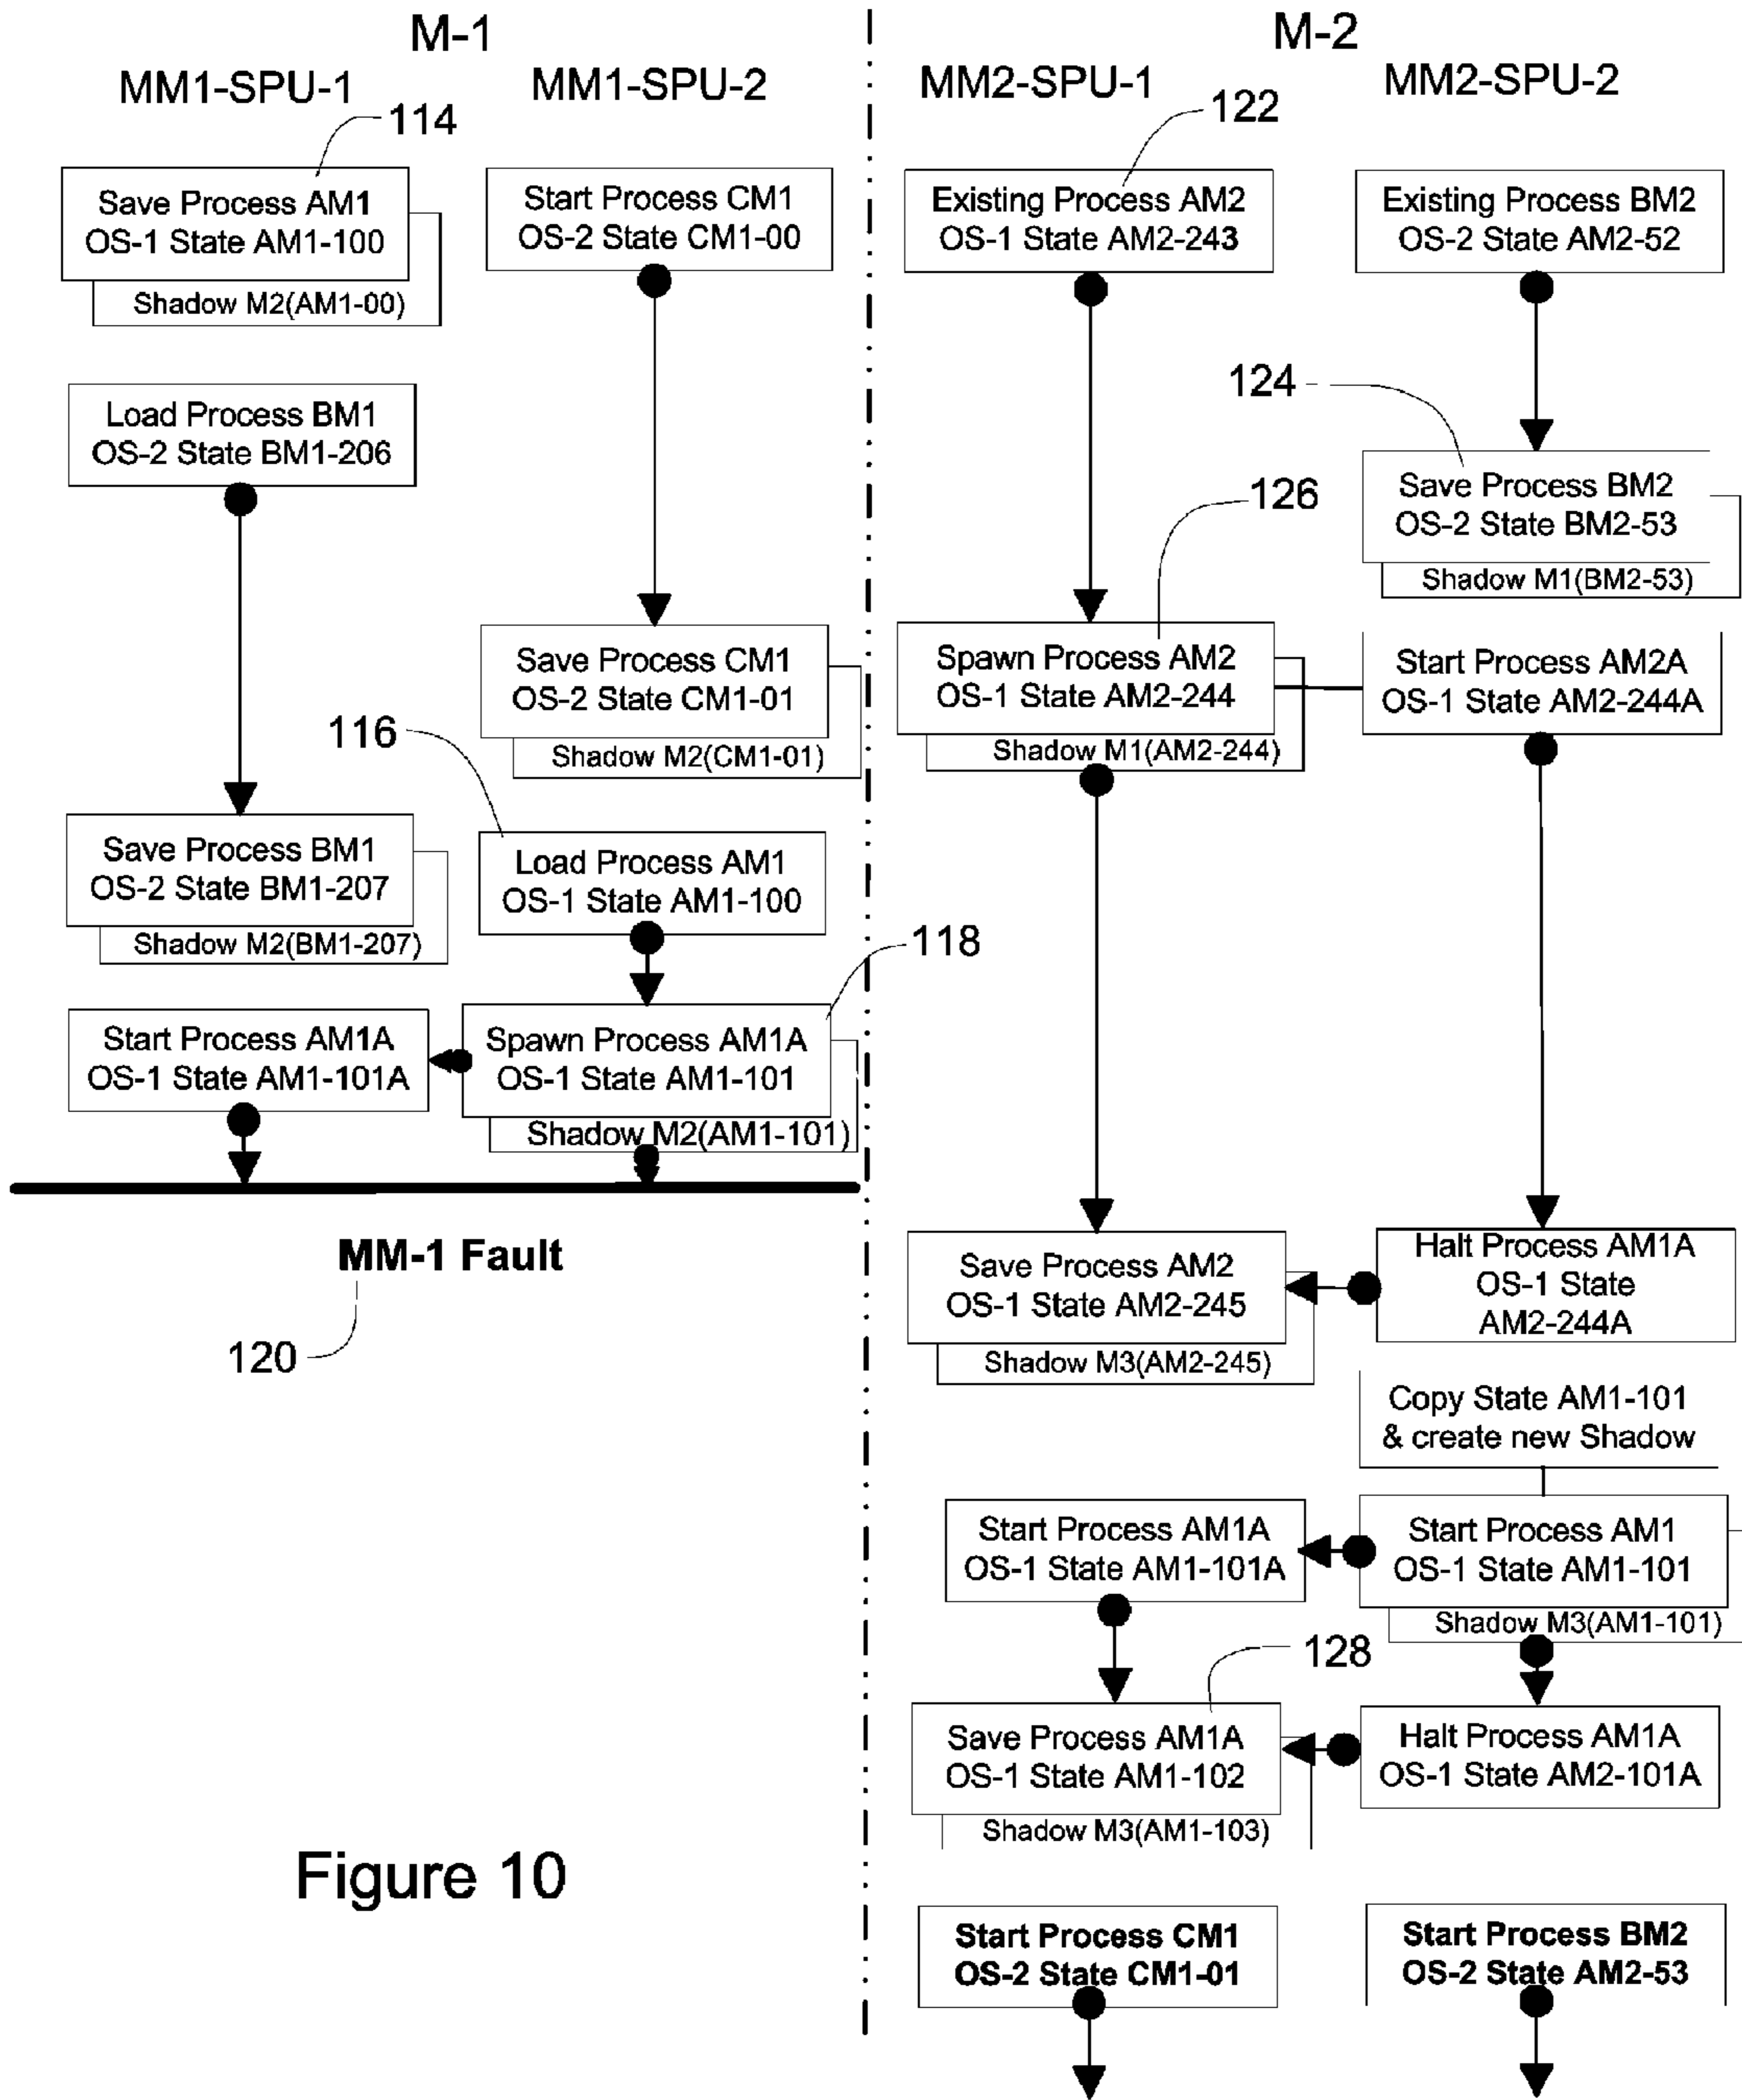 M-1
MM1-SPU-1
MM1-SPU-2
114
Save Process AM1
OS-1 State AM1-100
Shadow M2(AM1-00)
Start Process CM1
OS-2 State CM1-00
Load Process BM1
OS-2 State BM1-206
Save Process CM1
OS-2 State CM1-01
Shadow M2(CM1-01)
116
Save Process BM1
OS-2 State BM1-207
Shadow M2(BM1-207)
Load Process AM1
OS-1 State AM1-100
118
Start Process AM1A
OS-1 State AM1-101A
Spawn Process AM1A
OS-1 State AM1-101
Shadow M2(AM1-101)
MM-1 Fault
120
M-2
MM2-SPU-1
MM2-SPU-2
122
Existing Process AM2
OS-1 State AM2-243
Existing Process BM2
OS-2 State AM2-52
124
Save Process BM2
OS-2 State BM2-53
Shadow M1(BM2-53)
126
Spawn Process AM2
OS-1 State AM2-244
Shadow M1(AM2-244)
Start Process AM2A
OS-1 State AM2-244A
Save Process AM2
OS-1 State AM2-245
Shadow M3(AM2-245)
Halt Process AM1A
OS-1 State
AM2-244A
Copy State AM1-101
& create new Shadow
Start Process AM1A
OS-1 State AM1-101A
Start Process AM1
OS-1 State AM1-101
Shadow M3(AM1-101)
128
Save Process AM1A
OS-1 State AM1-102
Shadow M3(AM1-103)
Halt Process AM1A
OS-1 State AM2-101A
Start Process CM1
OS-2 State CM1-01
Start Process BM2
OS-2 State AM2-53
Figure 10